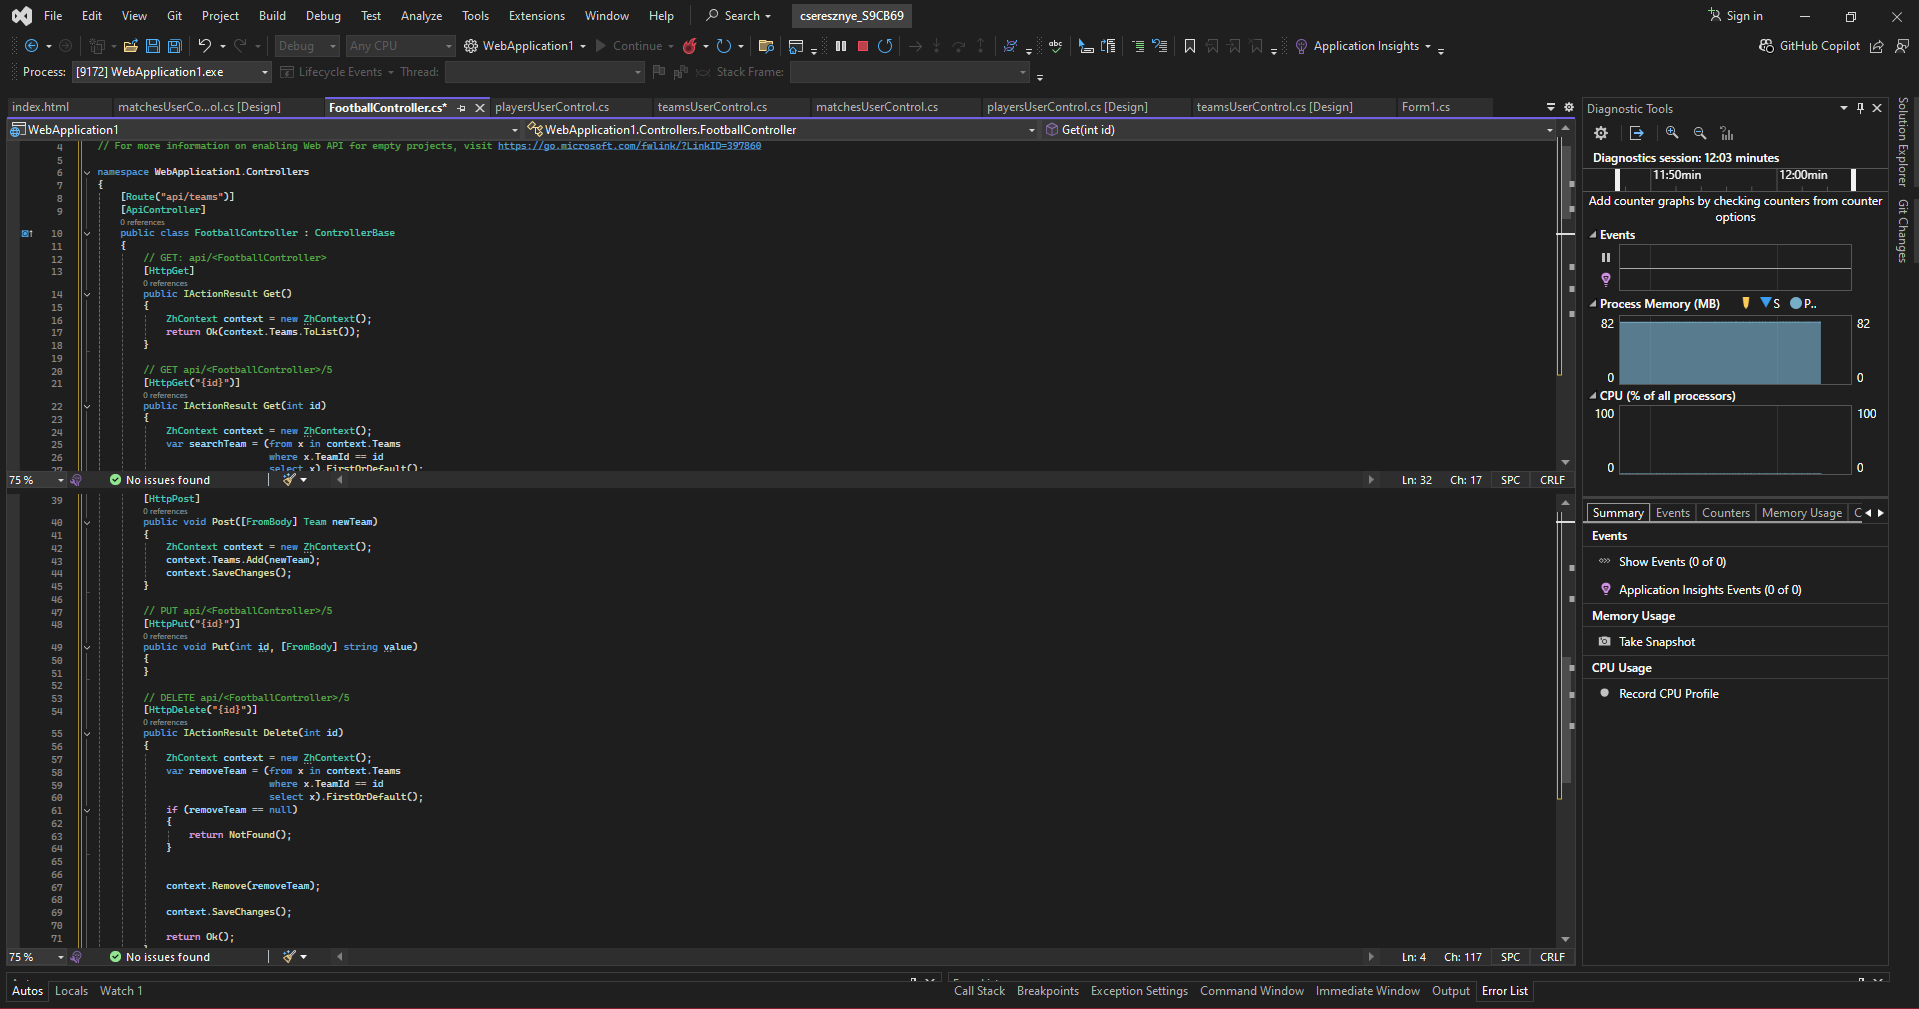 File Edit View Git Project Build Debug Test Analyze Tools Extensions Window Help Search cseresznye_S9CB69 Sign in
Debug Any CPU WebApplication1 Continue Application Insights GitHub Copilot
Process: [9172] WebApplication1.exe Lifecycle Events Thread: Stack Frame:
index.html matchesUserCo...ol.cs [Design] FootballController.cs* playersUserControl.cs teamsUserControl.cs matchesUserControl.cs playersUserControl.cs [Design] teamsUserControl.cs [Design] Form1.cs
WebApplication1 WebApplication1.Controllers.FootballController Get(int id)
4 // For more information on enabling Web API for empty projects, visit https://go.microsoft.com/fwlink/?LinkID=397860
5
6 namespace WebApplication1.Controllers
7 {
8 [Route("api/teams")]
9 [ApiController]
0 references
10 public class FootballController : ControllerBase
11 {
12 // GET: api/<FootballController>
13 [HttpGet]
0 references
14 public IActionResult Get()
15 {
16 ZhContext context = new ZhContext();
17 return Ok(context.Teams.ToList());
18 }
19
20 // GET api/<FootballController>/5
21 [HttpGet("{id}")]
0 references
22 public IActionResult Get(int id)
23 {
24 ZhContext context = new ZhContext();
25 var searchTeam = (from x in context.Teams
26 where x.TeamId == id
27 select x).FirstOrDefault();
75 % No issues found Ln: 32 Ch: 17 SPC CRLF
39 [HttpPost]
0 references
40 public void Post([FromBody] Team newTeam)
41 {
42 ZhContext context = new ZhContext();
43 context.Teams.Add(newTeam);
44 context.SaveChanges();
45 }
46
47 // PUT api/<FootballController>/5
48 [HttpPut("{id}")]
0 references
49 public void Put(int id, [FromBody] string value)
50 {
51 }
52
53 // DELETE api/<FootballController>/5
54 [HttpDelete("{id}")]
0 references
55 public IActionResult Delete(int id)
56 {
57 ZhContext context = new ZhContext();
58 var removeTeam = (from x in context.Teams
59 where x.TeamId == id
60 select x).FirstOrDefault();
61 if (removeTeam == null)
62 {
63 return NotFound();
64 }
65
66
67 context.Remove(removeTeam);
68
69 context.SaveChanges();
70
71 return Ok();
75 % No issues found Ln: 4 Ch: 117 SPC CRLF
Autos Locals Watch 1
Call Stack Breakpoints Exception Settings Command Window Immediate Window Output Error List
Diagnostic Tools
Diagnostics session: 12:03 minutes
11:50min 12:00min
Add counter graphs by checking counters from counter
options
Events
Process Memory (MB) S P..
82 82
0 0
CPU (% of all processors)
100 100
0 0
Summary Events Counters Memory Usage C
Events
Show Events (0 of 0)
Application Insights Events (0 of 0)
Memory Usage
Take Snapshot
CPU Usage
Record CPU Profile
Solution Explorer
Git Changes